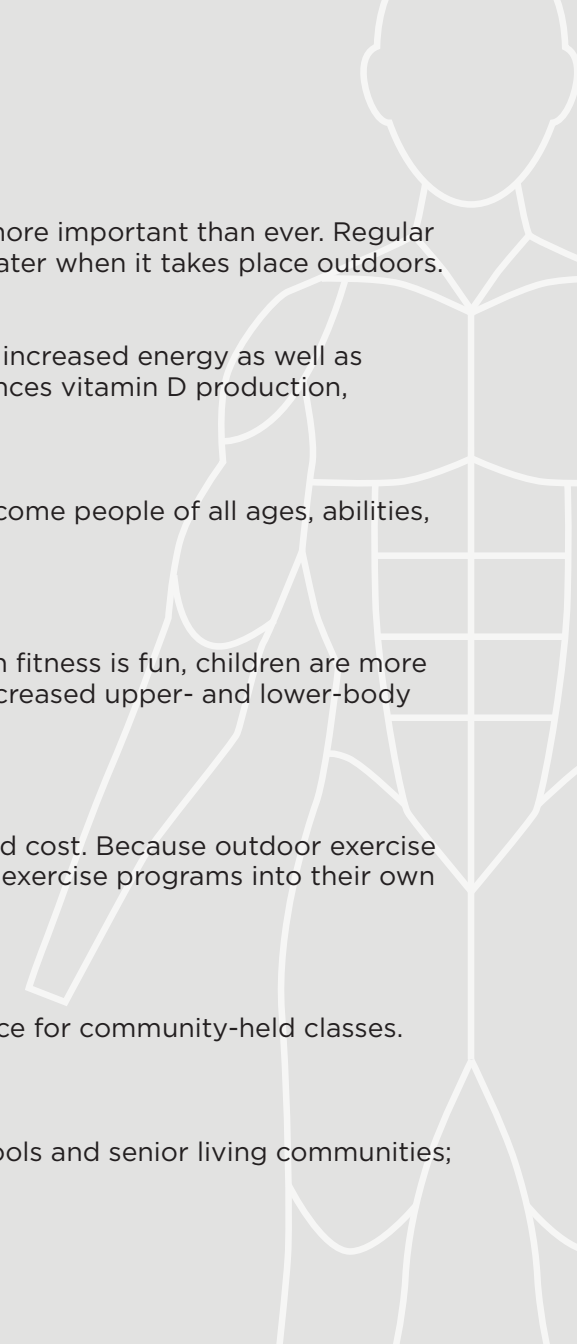 more important than ever. Regular
ater when it takes place outdoors.
increased energy as well as
nces vitamin D production,
come people of all ages, abilities,
n fitness is fun, children are more
creased upper- and lower-body
d cost. Because outdoor exercise
exercise programs into their own
ce for community-held classes.
ols and senior living communities;